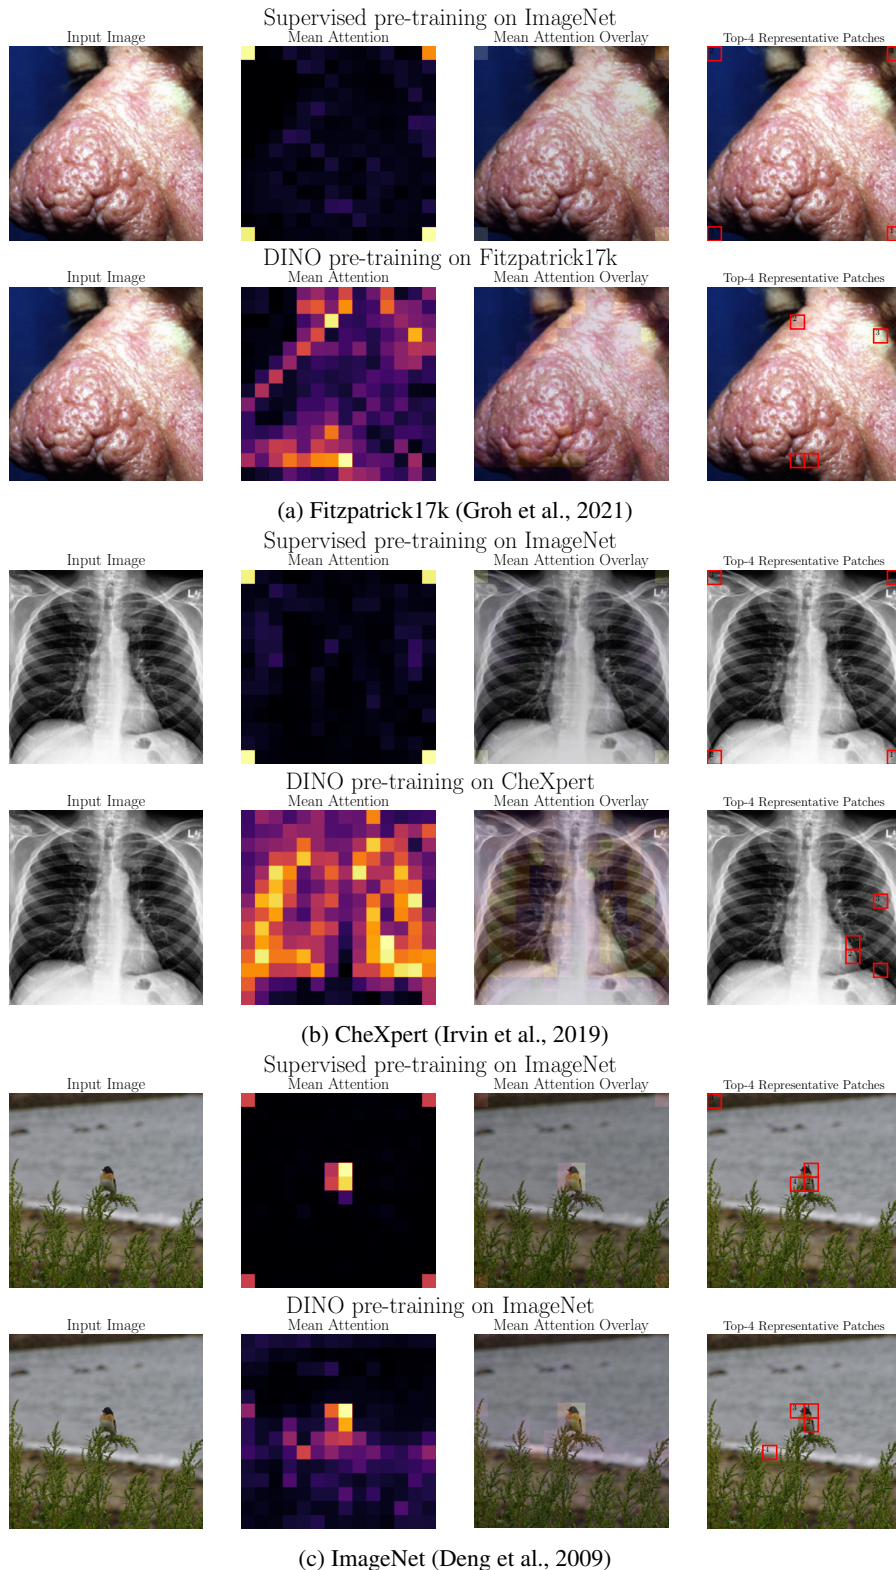 Supervised pre-training on ImageNet
Input Image Mean Attention Mean Attention Overlay Top-4 Representative Patches
DINO pre-training on Fitzpatrick17k
Input Image Mean Attention Mean Attention Overlay Top-4 Representative Patches
(a) Fitzpatrick17k (Groh et al., 2021)
Supervised pre-training on ImageNet
Input Image Mean Attention Mean Attention Overlay Top-4 Representative Patches
DINO pre-training on CheXpert
Input Image Mean Attention Mean Attention Overlay Top-4 Representative Patches
(b) CheXpert (Irvin et al., 2019)
Supervised pre-training on ImageNet
Input Image Mean Attention Mean Attention Overlay Top-4 Representative Patches
DINO pre-training on ImageNet
Input Image Mean Attention Mean Attention Overlay Top-4 Representative Patches
(c) ImageNet (Deng et al., 2009)